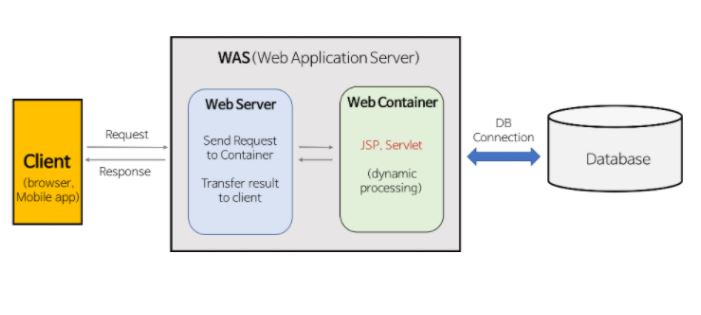 WAS(Web Application Server)
Client
(browser,
Mobile app)
Request
Response
Web Server
Send Request
to Container
Transfer result
to client
Web Container
JSP, Servlet
(dynamic
processing)
DB
Connection
Database